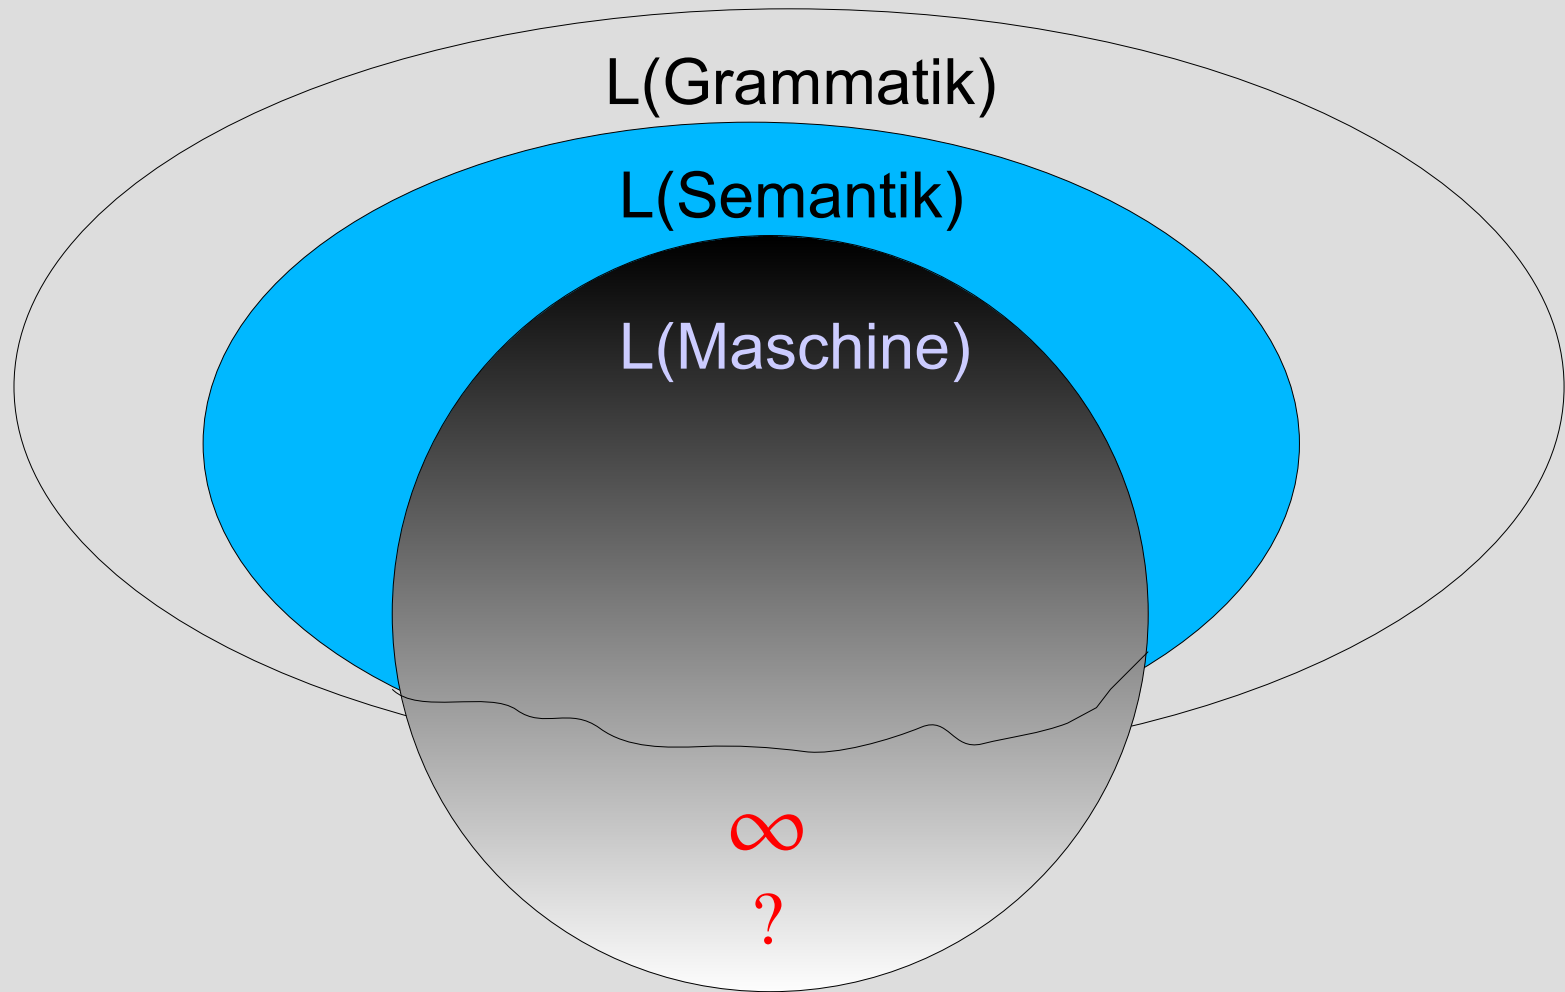 L(Grammatik)
L(Semantik)
L(Maschine)
∞
?